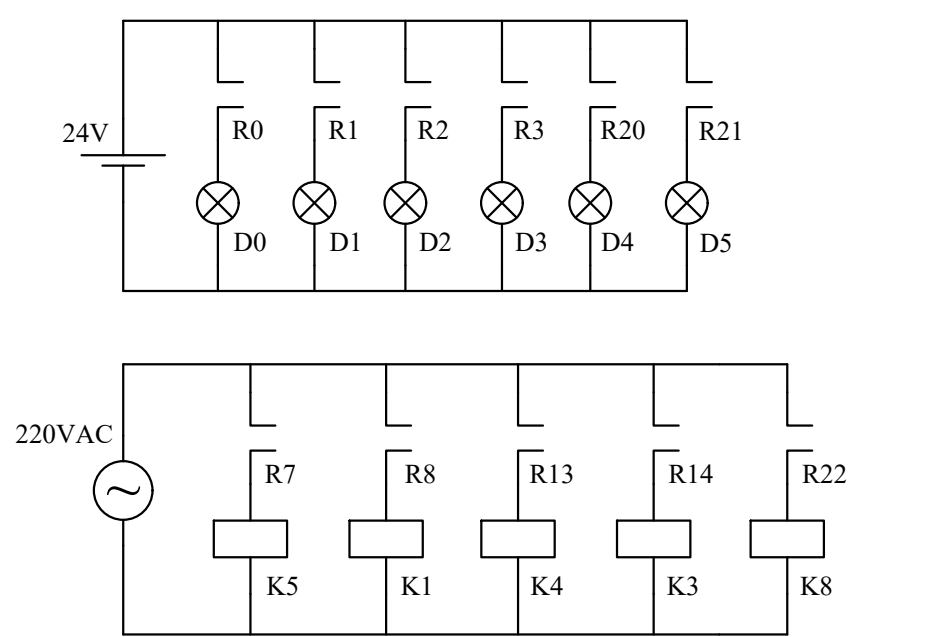 24V
R0 R1 R2 R3 R20 R21
D0 D1 D2 D3 D4 D5
220VAC
R7 R8 R13 R14 R22
K5 K1 K4 K3 K8